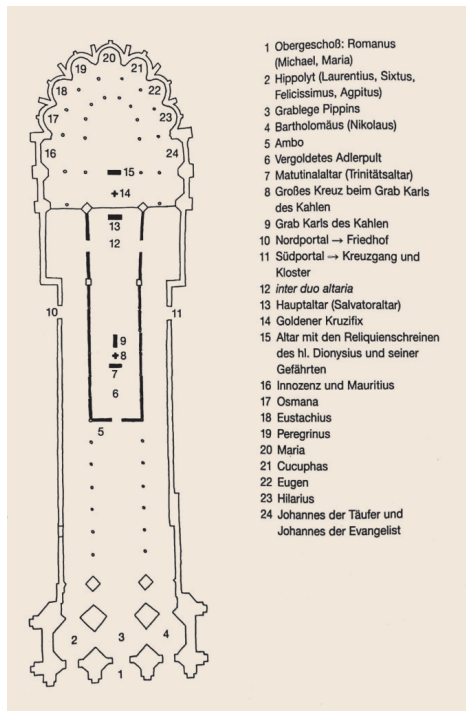 20
19
21
18
22
17
23
16
24
15
14
13
12
10
11
9
8
7
6
5
2
3
4
1
1 Obergeschoß: Romanus
(Michael, Maria)
2 Hippolyt (Laurentius, Sixtus,
Felicissimus, Agpitus)
3 Grablege Pippins
4 Bartholomäus (Nikolaus)
5 Ambo
6 Vergoldetes Adlerpult
7 Matutinalaltar (Trinitätsaltar)
8 Großes Kreuz beim Grab Karls
des Kahlen
9 Grab Karls des Kahlen
10 Nordportal → Friedhof
11 Südportal → Kreuzgang und
Kloster
12 inter duo altaria
13 Hauptaltar (Salvatoraltar)
14 Goldener Kruzifix
15 Altar mit den Reliquienschreinen
des hl. Dionysius und seiner
Gefährten
16 Innozenz und Mauritius
17 Osmana
18 Eustachius
19 Peregrinus
20 Maria
21 Cucuphas
22 Eugen
23 Hilarius
24 Johannes der Täufer und
Johannes der Evangelist